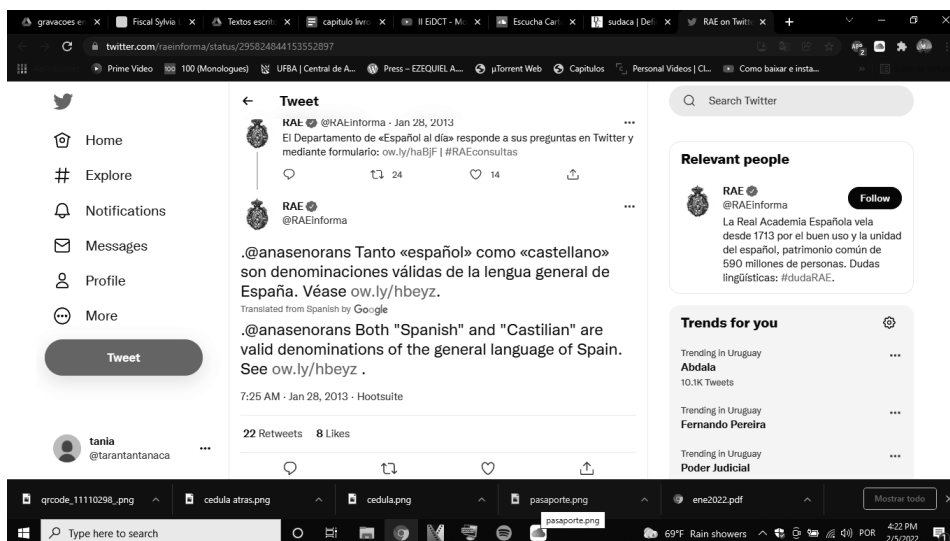 gravacoes e
Fiscal Sylvia
Textos escrit
capitulo livro
II EiDCT - M
Escucha Cart
sudaca | Defi
RAE on Twitt
twitter.com/raeinforma/status/295824844153552897
Prime Video
100 (Monologues)
UFBA | Central de A...
Press – EZEQUIEL A....
µTorrent Web
Capitulos
Personal Videos | Cl...
Como baixar e insta...
Home
Explore
Notifications
Messages
Profile
More
Tweet
tania
@tarantantanaca
Tweet
RAE @RAEinforma · Jan 28, 2013
El Departamento de «Español al día» responde a sus preguntas en Twitter y
mediante formulario: ow.ly/haBjF | #RAEconsultas
24
14
RAE
@RAEinforma
.@anasenorans Tanto «español» como «castellano»
son denominaciones válidas de la lengua general de
España. Véase ow.ly/hbeyz.
Translated from Spanish by Google
.@anasenorans Both "Spanish" and "Castilian" are
valid denominations of the general language of Spain.
See ow.ly/hbeyz .
7:25 AM · Jan 28, 2013 · Hootsuite
22 Retweets 8 Likes
Search Twitter
Relevant people
RAE
@RAEinforma
Follow
La Real Academia Española vela
desde 1713 por el buen uso y la unidad
del español, patrimonio común de
590 millones de personas. Dudas
lingüísticas: #dudaRAE.
Trends for you
Trending in Uruguay
Abdala
10.1K Tweets
Trending in Uruguay
Fernando Pereira
Trending in Uruguay
Poder Judicial
qrcode_11110298_.png
cedula atras.png
cedula.png
pasaporte.png
ene2022.pdf
Mostrar todo
pasaporte.png
Type here to search
69°F Rain showers
POR
4:22 PM
2/5/2022